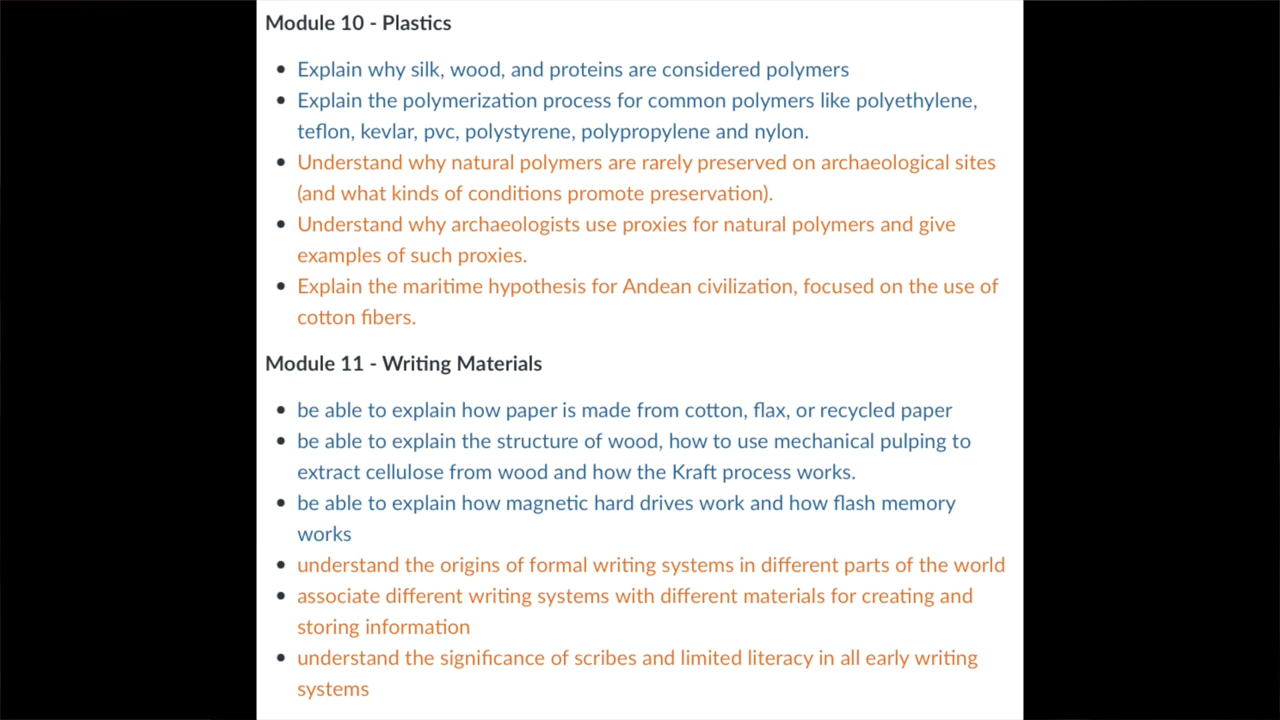 Module 10 - Plastics
Explain why silk, wood, and proteins are considered polymers
Explain the polymerization process for common polymers like polyethylene,
teflon, kevlar, pvc, polystyrene, polypropylene and nylon.
Understand why natural polymers are rarely preserved on archaeological sites
(and what kinds of conditions promote preservation).
Understand why archaeologists use proxies for natural polymers and give
examples of such proxies.
Explain the maritime hypothesis for Andean civilization, focused on the use of
cotton fibers.
Module 11 - Writing Materials
be able to explain how paper is made from cotton, flax, or recycled paper
be able to explain the structure of wood, how to use mechanical pulping to
extract cellulose from wood and how the Kraft process works.
be able to explain how magnetic hard drives work and how flash memory
works
understand the origins of formal writing systems in different parts of the world
associate different writing systems with different materials for creating and
storing information
understand the significance of scribes and limited literacy in all early writing
systems